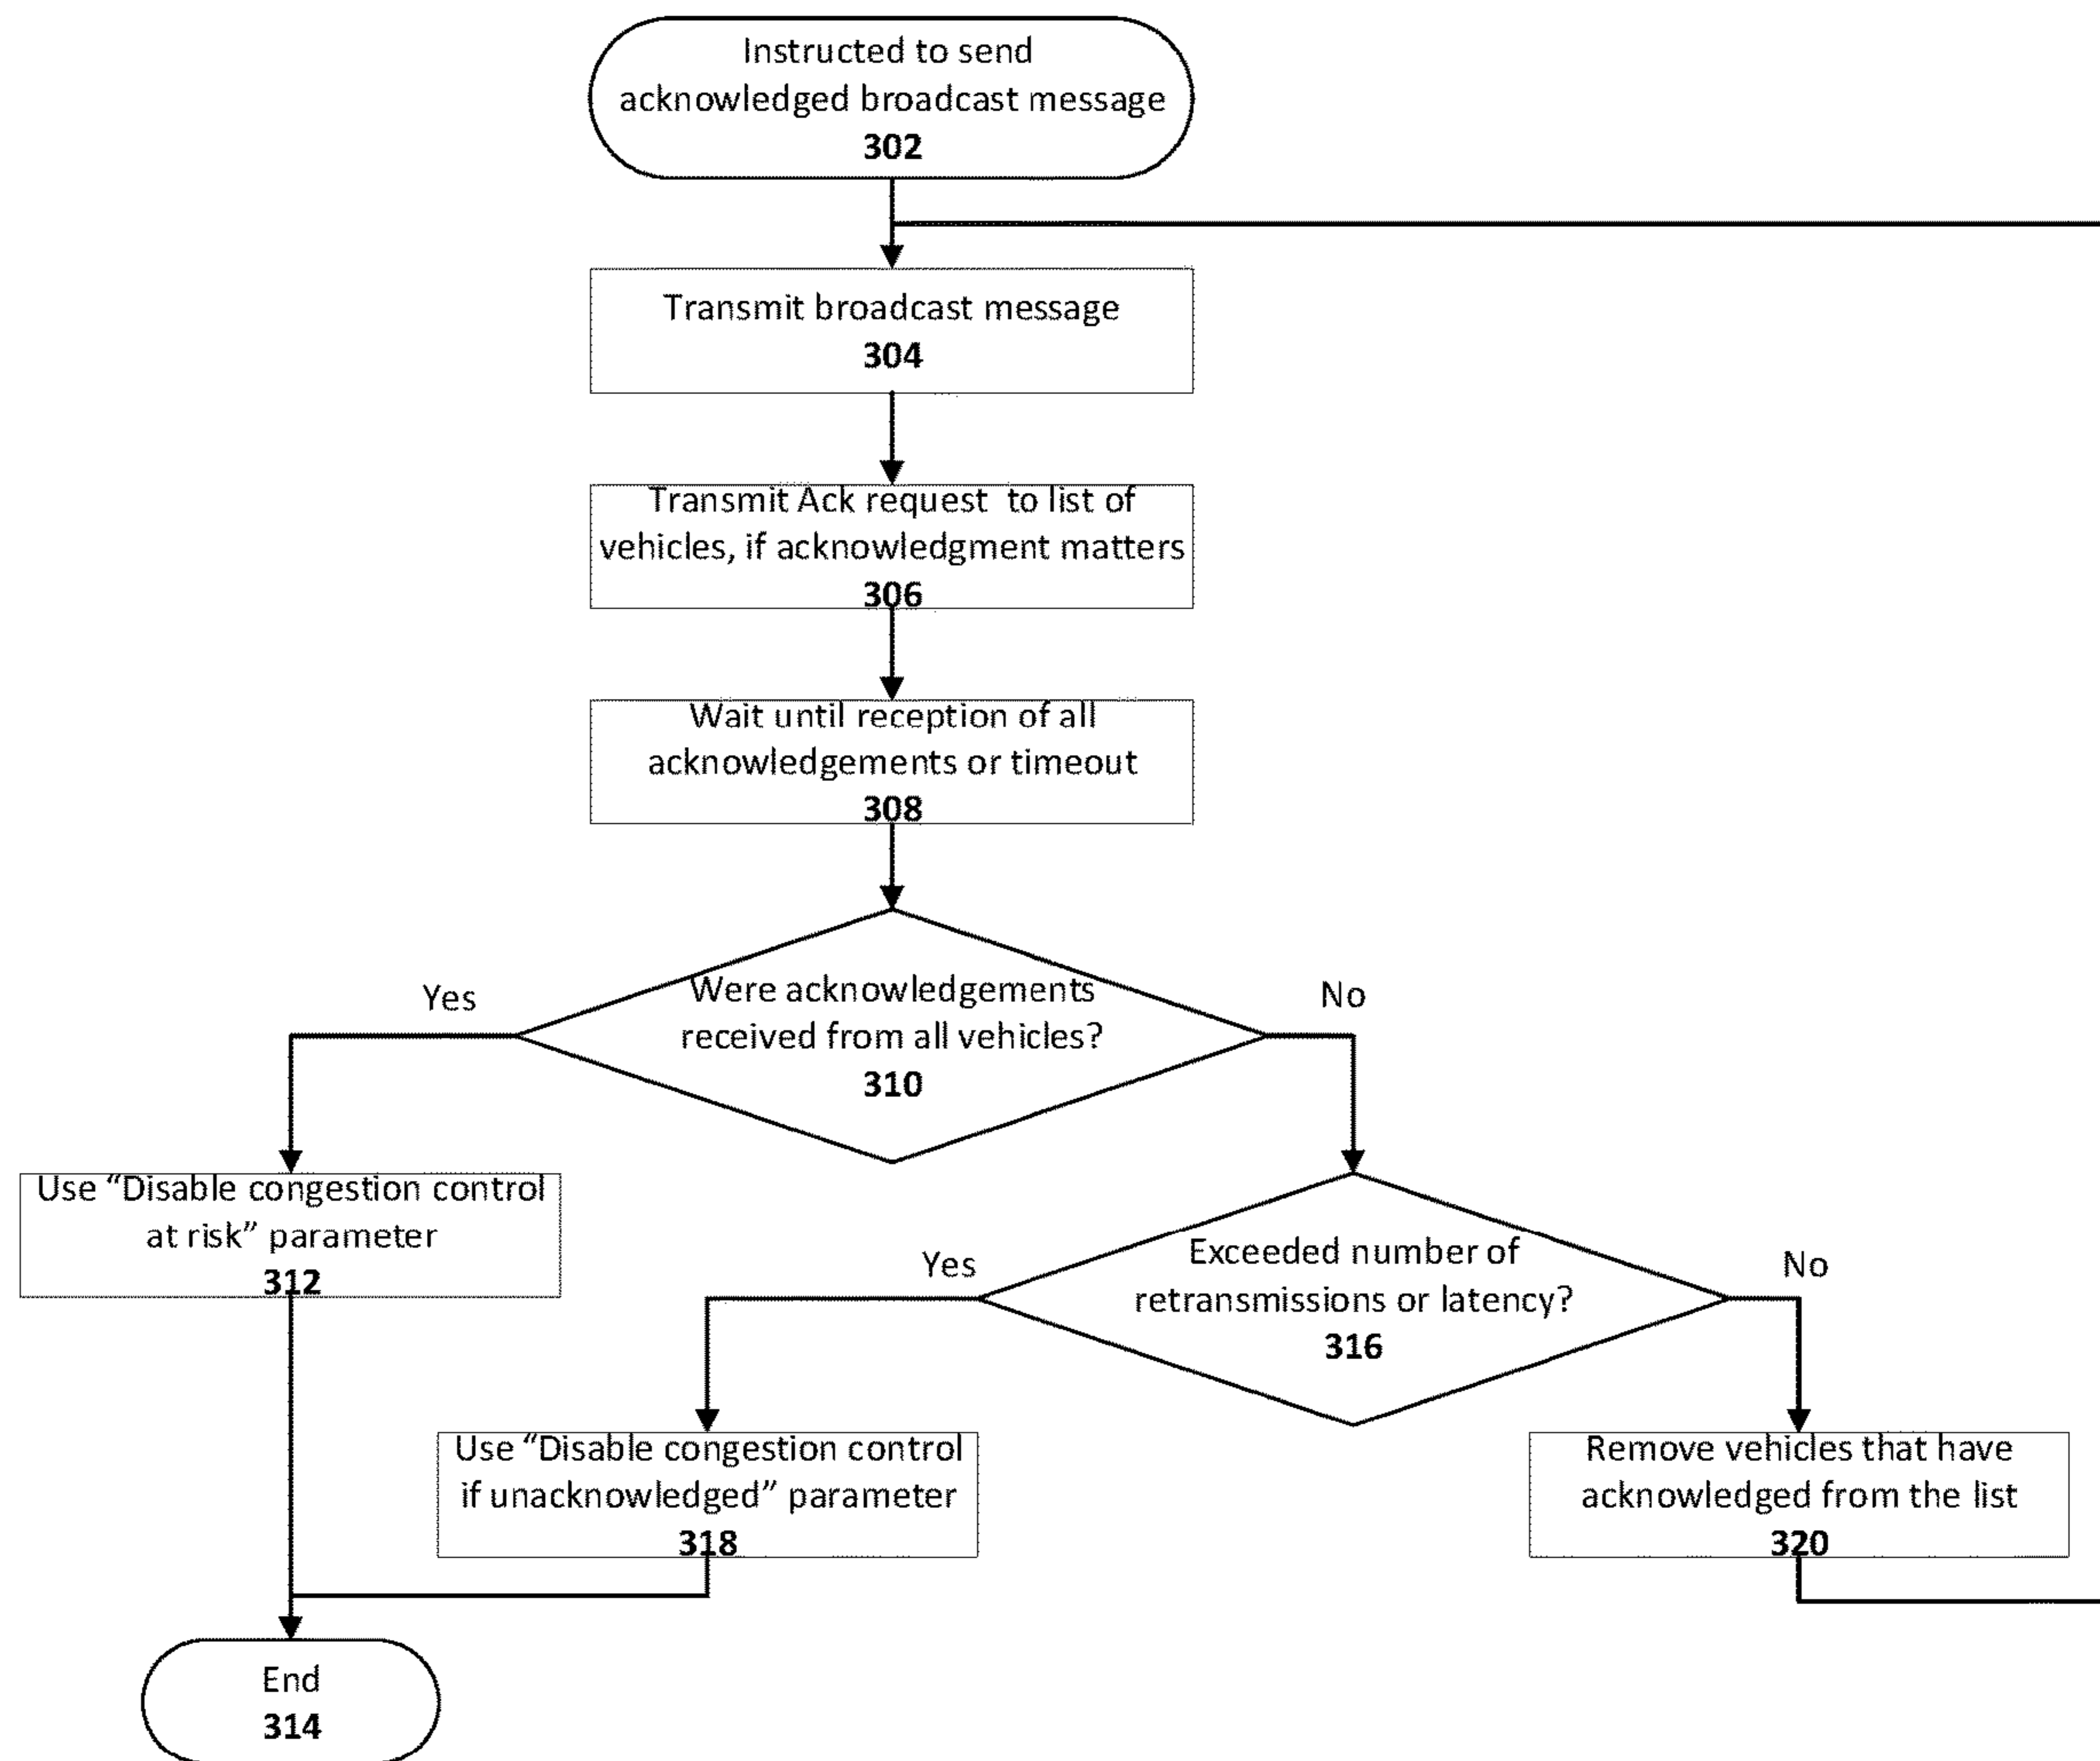 Instructed to send
acknowledged broadcast message
302
Transmit broadcast message
304
Transmit Ack request to list of
vehicles, if acknowledgment matters
306
Wait until reception of all
acknowledgements or timeout
308
Yes
No
Were acknowledgements
received from all vehicles?
310
Use “Disable congestion control
at risk” parameter
312
Yes
No
Exceeded number of
retransmissions or latency?
316
Use “Disable congestion control
if unacknowledged” parameter
318
Remove vehicles that have
acknowledged from the list
320
End
314